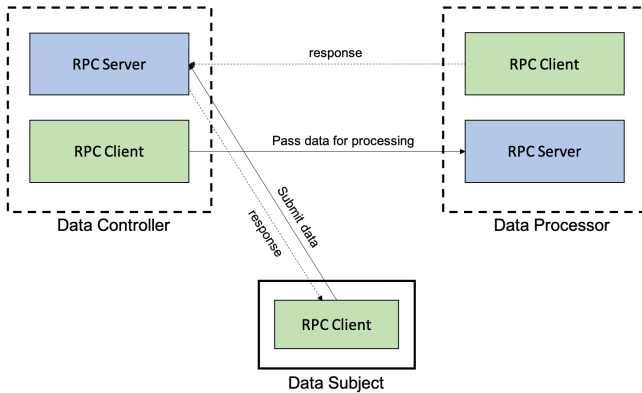 RPC Server
response
RPC Client
RPC Client
Pass data for processing
RPC Server
Submit data
response
Data Controller
Data Processor
RPC Client
Data Subject